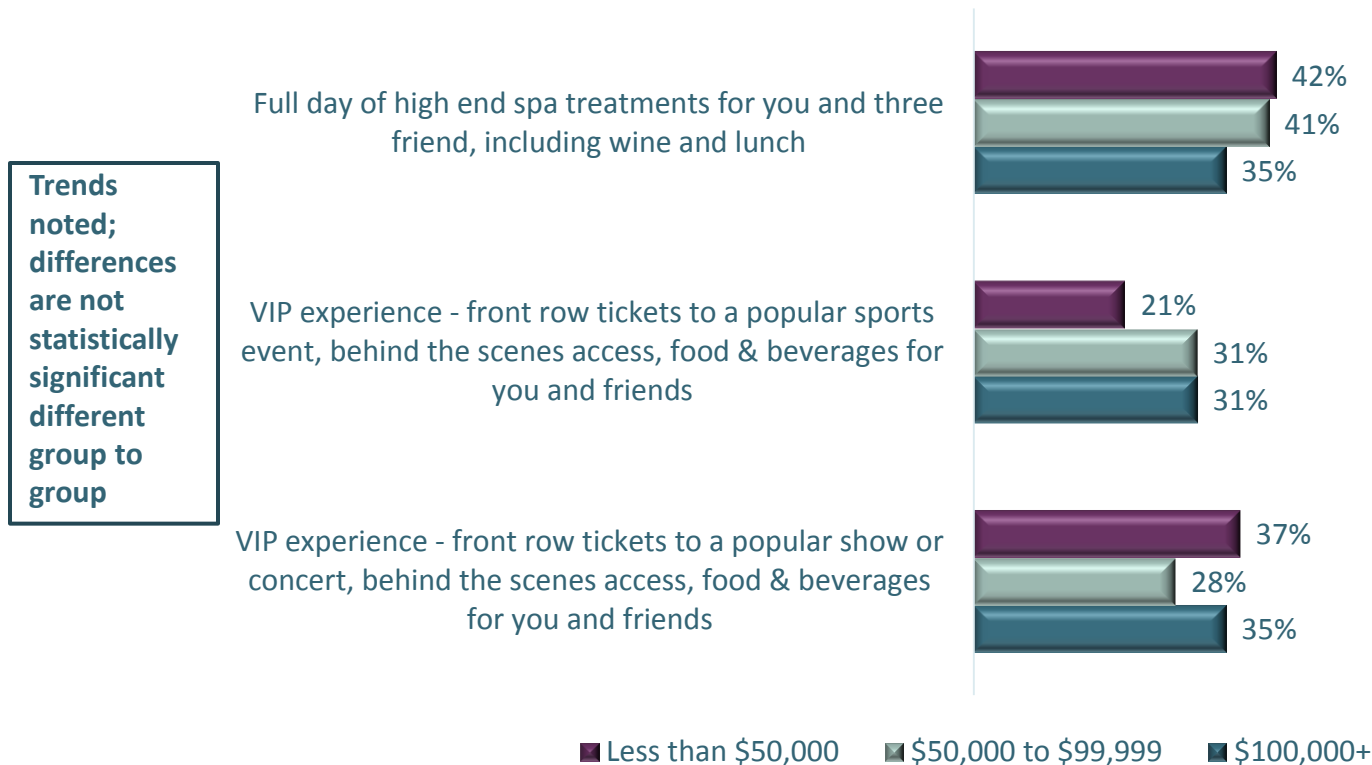 Trends
noted;
differences
are not
statistically
significant
different
group to
group
Full day of high end spa treatments for you and three
friend, including wine and lunch
42%
41%
35%
VIP experience - front row tickets to a popular sports
event, behind the scenes access, food & beverages for
you and friends
21%
31%
31%
VIP experience - front row tickets to a popular show or
concert, behind the scenes access, food & beverages
for you and friends
37%
28%
35%
Less than $50,000 $50,000 to $99,999 $100,000+